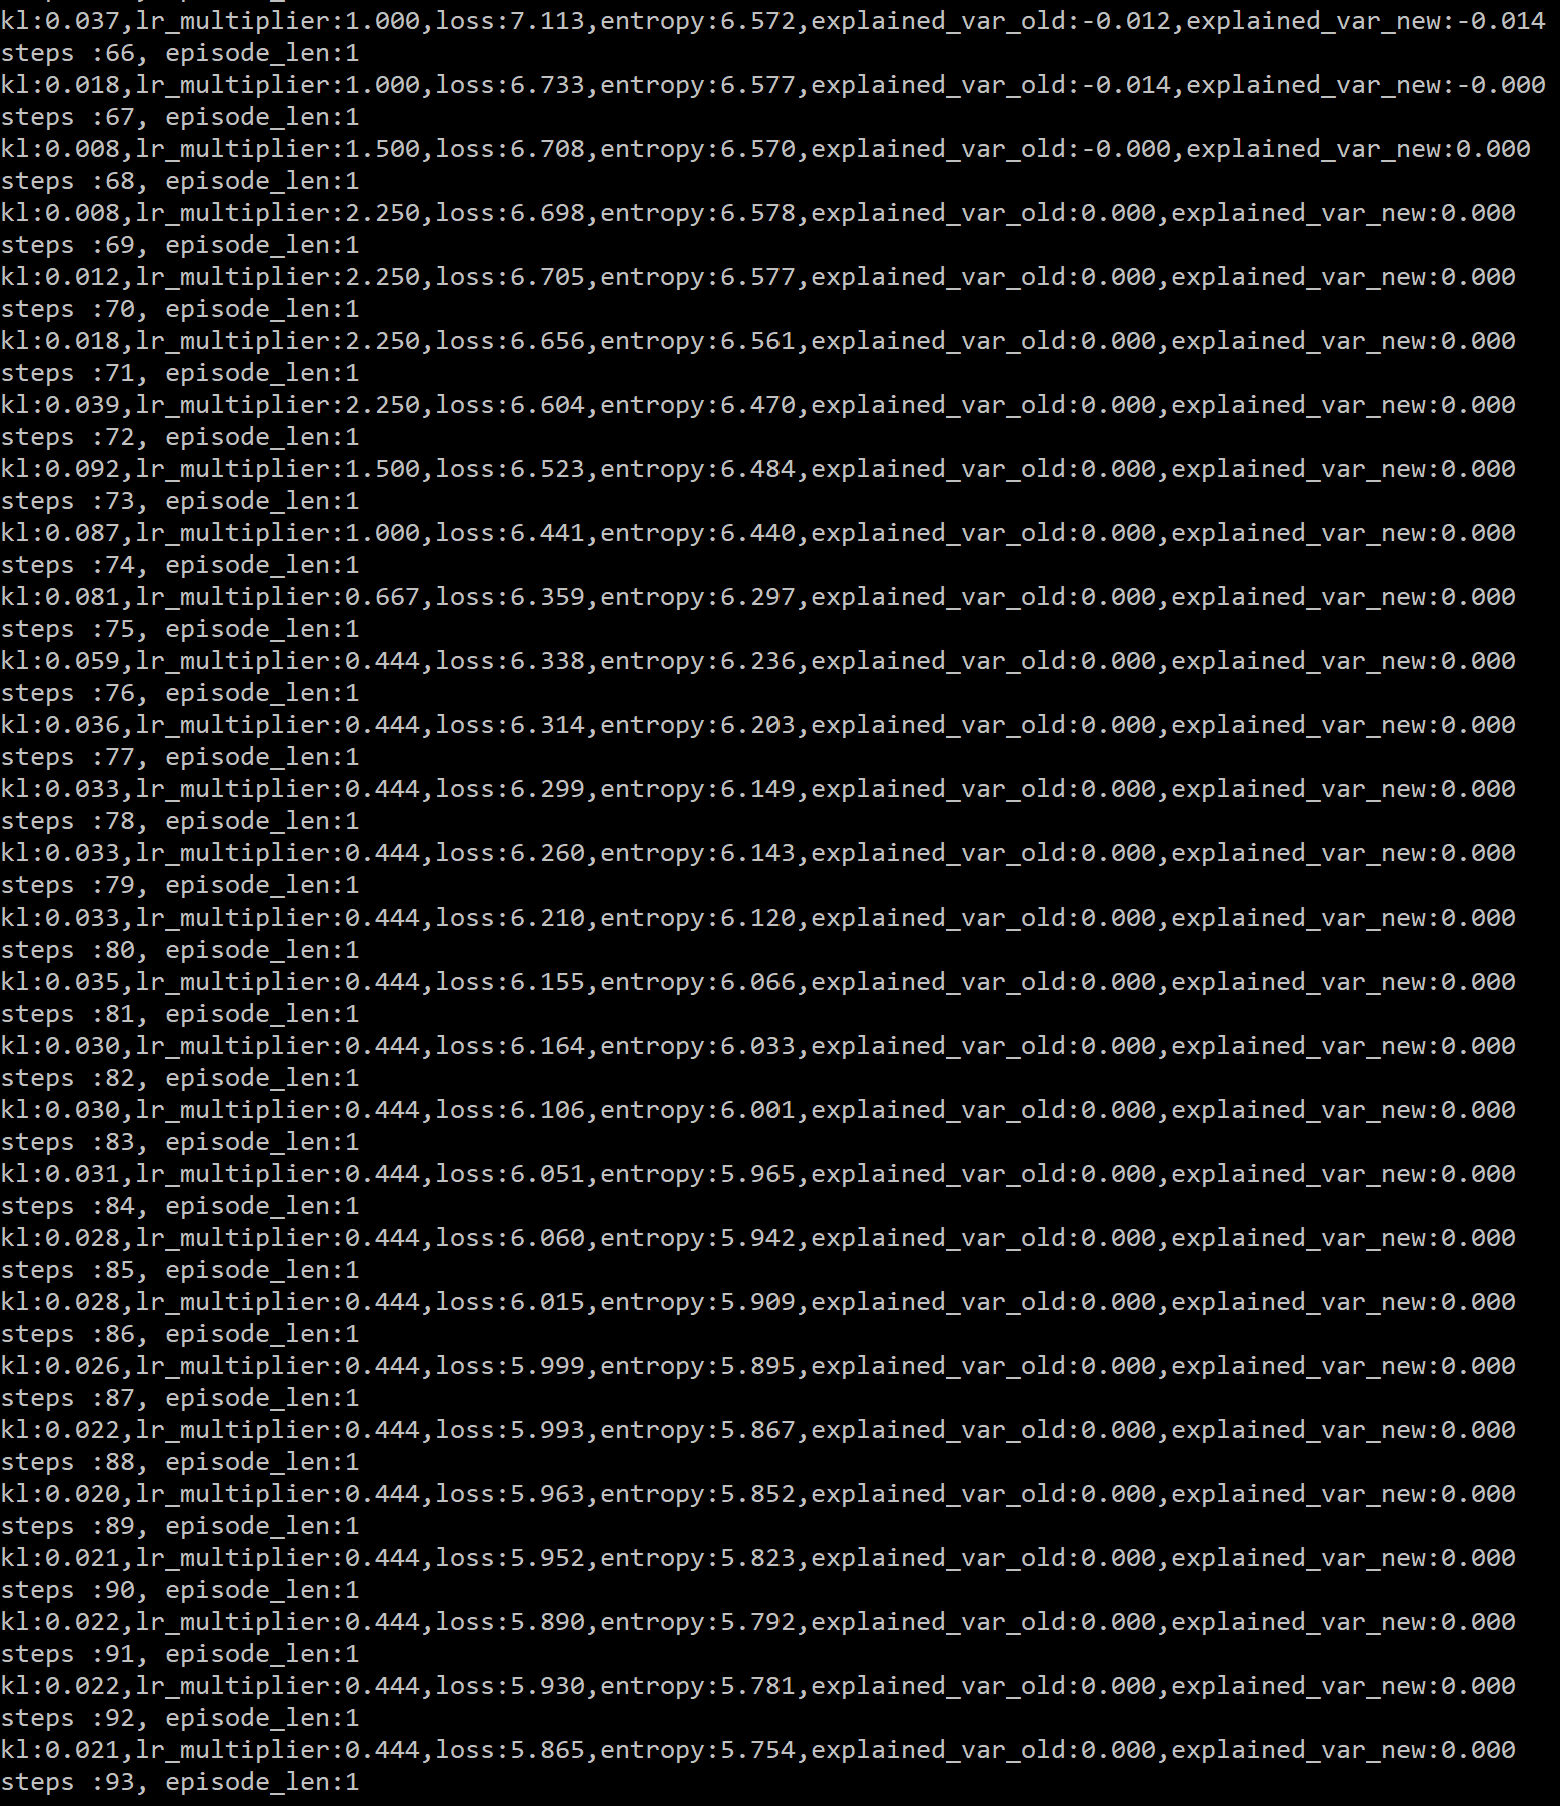 kl:0.037,lr_multiplier:1.000,loss:7.113,entropy:6.572,explained_var_old:-0.012,explained_var_new:-0.014
steps :66, episode_len:1
kl:0.018,lr_multiplier:1.000,loss:6.733,entropy:6.577,explained_var_old:-0.014,explained_var_new:-0.000
steps :67, episode_len:1
kl:0.008,lr_multiplier:1.500,loss:6.708,entropy:6.570,explained_var_old:-0.000,explained_var_new:0.000
steps :68, episode_len:1
kl:0.008,lr_multiplier:2.250,loss:6.698,entropy:6.578,explained_var_old:0.000,explained_var_new:0.000
steps :69, episode_len:1
kl:0.012,lr_multiplier:2.250,loss:6.705,entropy:6.577,explained_var_old:0.000,explained_var_new:0.000
steps :70, episode_len:1
kl:0.018,lr_multiplier:2.250,loss:6.656,entropy:6.561,explained_var_old:0.000,explained_var_new:0.000
steps :71, episode_len:1
kl:0.039,lr_multiplier:2.250,loss:6.604,entropy:6.470,explained_var_old:0.000,explained_var_new:0.000
steps :72, episode_len:1
kl:0.092,lr_multiplier:1.500,loss:6.523,entropy:6.484,explained_var_old:0.000,explained_var_new:0.000
steps :73, episode_len:1
kl:0.087,lr_multiplier:1.000,loss:6.441,entropy:6.440,explained_var_old:0.000,explained_var_new:0.000
steps :74, episode_len:1
kl:0.081,lr_multiplier:0.667,loss:6.359,entropy:6.297,explained_var_old:0.000,explained_var_new:0.000
steps :75, episode_len:1
kl:0.059,lr_multiplier:0.444,loss:6.338,entropy:6.236,explained_var_old:0.000,explained_var_new:0.000
steps :76, episode_len:1
kl:0.036,lr_multiplier:0.444,loss:6.314,entropy:6.203,explained_var_old:0.000,explained_var_new:0.000
steps :77, episode_len:1
kl:0.033,lr_multiplier:0.444,loss:6.299,entropy:6.149,explained_var_old:0.000,explained_var_new:0.000
steps :78, episode_len:1
kl:0.033,lr_multiplier:0.444,loss:6.260,entropy:6.143,explained_var_old:0.000,explained_var_new:0.000
steps :79, episode_len:1
kl:0.033,lr_multiplier:0.444,loss:6.210,entropy:6.120,explained_var_old:0.000,explained_var_new:0.000
steps :80, episode_len:1
kl:0.035,lr_multiplier:0.444,loss:6.155,entropy:6.066,explained_var_old:0.000,explained_var_new:0.000
steps :81, episode_len:1
kl:0.030,lr_multiplier:0.444,loss:6.164,entropy:6.033,explained_var_old:0.000,explained_var_new:0.000
steps :82, episode_len:1
kl:0.030,lr_multiplier:0.444,loss:6.106,entropy:6.001,explained_var_old:0.000,explained_var_new:0.000
steps :83, episode_len:1
kl:0.031,lr_multiplier:0.444,loss:6.051,entropy:5.965,explained_var_old:0.000,explained_var_new:0.000
steps :84, episode_len:1
kl:0.028,lr_multiplier:0.444,loss:6.060,entropy:5.942,explained_var_old:0.000,explained_var_new:0.000
steps :85, episode_len:1
kl:0.028,lr_multiplier:0.444,loss:6.015,entropy:5.909,explained_var_old:0.000,explained_var_new:0.000
steps :86, episode_len:1
kl:0.026,lr_multiplier:0.444,loss:5.999,entropy:5.895,explained_var_old:0.000,explained_var_new:0.000
steps :87, episode_len:1
kl:0.022,lr_multiplier:0.444,loss:5.993,entropy:5.867,explained_var_old:0.000,explained_var_new:0.000
steps :88, episode_len:1
kl:0.020,lr_multiplier:0.444,loss:5.963,entropy:5.852,explained_var_old:0.000,explained_var_new:0.000
steps :89, episode_len:1
kl:0.021,lr_multiplier:0.444,loss:5.952,entropy:5.823,explained_var_old:0.000,explained_var_new:0.000
steps :90, episode_len:1
kl:0.022,lr_multiplier:0.444,loss:5.890,entropy:5.792,explained_var_old:0.000,explained_var_new:0.000
steps :91, episode_len:1
kl:0.022,lr_multiplier:0.444,loss:5.930,entropy:5.781,explained_var_old:0.000,explained_var_new:0.000
steps :92, episode_len:1
kl:0.021,lr_multiplier:0.444,loss:5.865,entropy:5.754,explained_var_old:0.000,explained_var_new:0.000
steps :93, episode_len:1